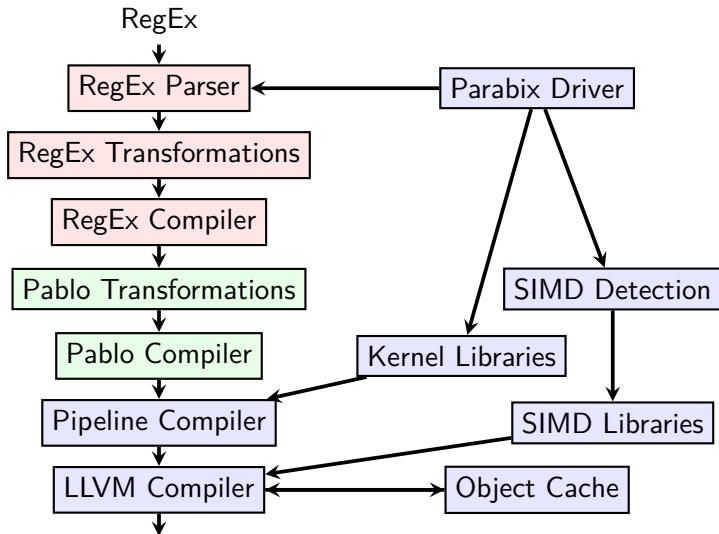 RegEx
RegEx Parser
Parabix Driver
RegEx Transformations
RegEx Compiler
Pablo Transformations
SIMD Detection
Pablo Compiler
Kernel Libraries
Pipeline Compiler
SIMD Libraries
LLVM Compiler
Object Cache